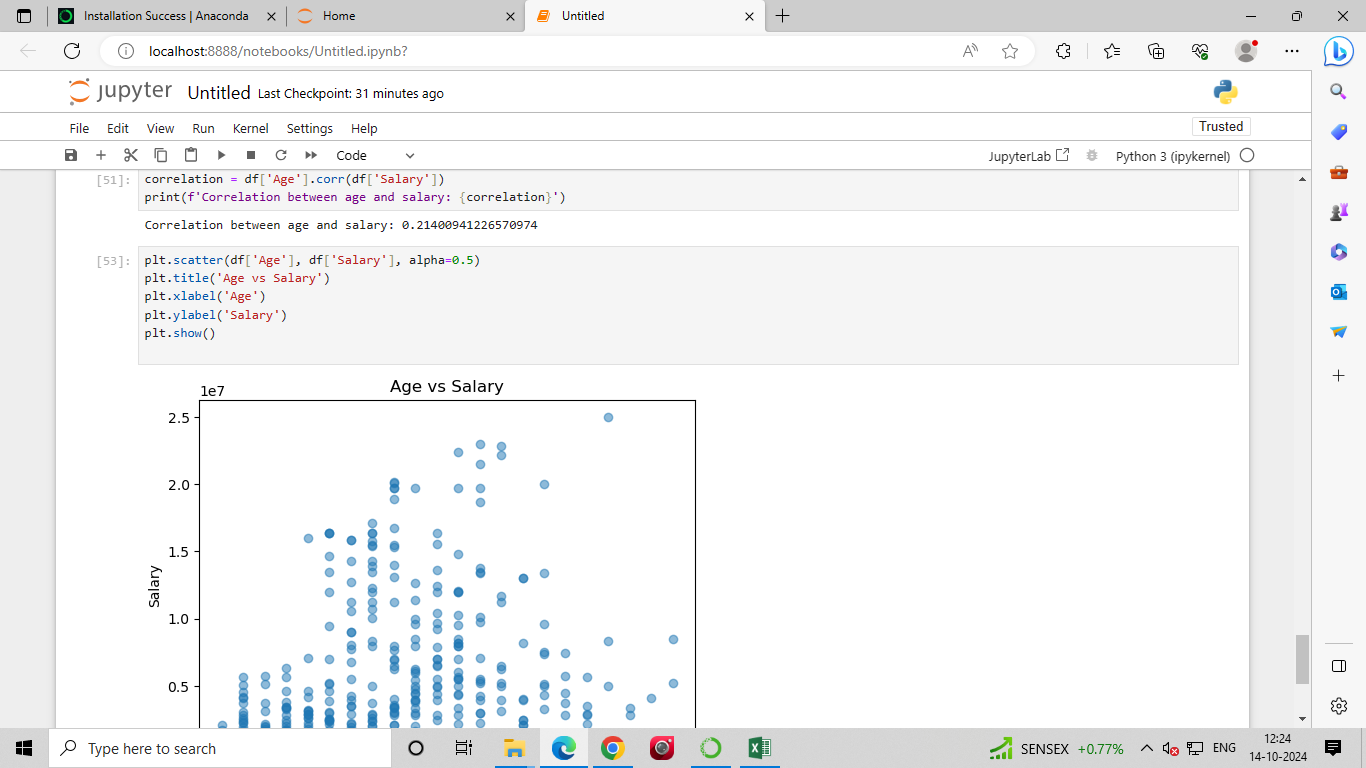 Installation Success | Anaconda
Home
Untitled
localhost:8888/notebooks/Untitled.ipynb?
jupyter Untitled Last Checkpoint: 31 minutes ago
File Edit View Run Kernel Settings Help
Trusted
Code
JupyterLab
Python 3 (ipykernel)
[51]: correlation = df['Age'].corr(df['Salary'])
print(f'Correlation between age and salary: {correlation}')
Correlation between age and salary: 0.21400941226570974
[53]: plt.scatter(df['Age'], df['Salary'], alpha=0.5)
plt.title('Age vs Salary')
plt.xlabel('Age')
plt.ylabel('Salary')
plt.show()
1e7
Age vs Salary
2.5
2.0
1.5
Salary
1.0
0.5
Type here to search
SENSEX +0.77%
ENG
12:24
14-10-2024